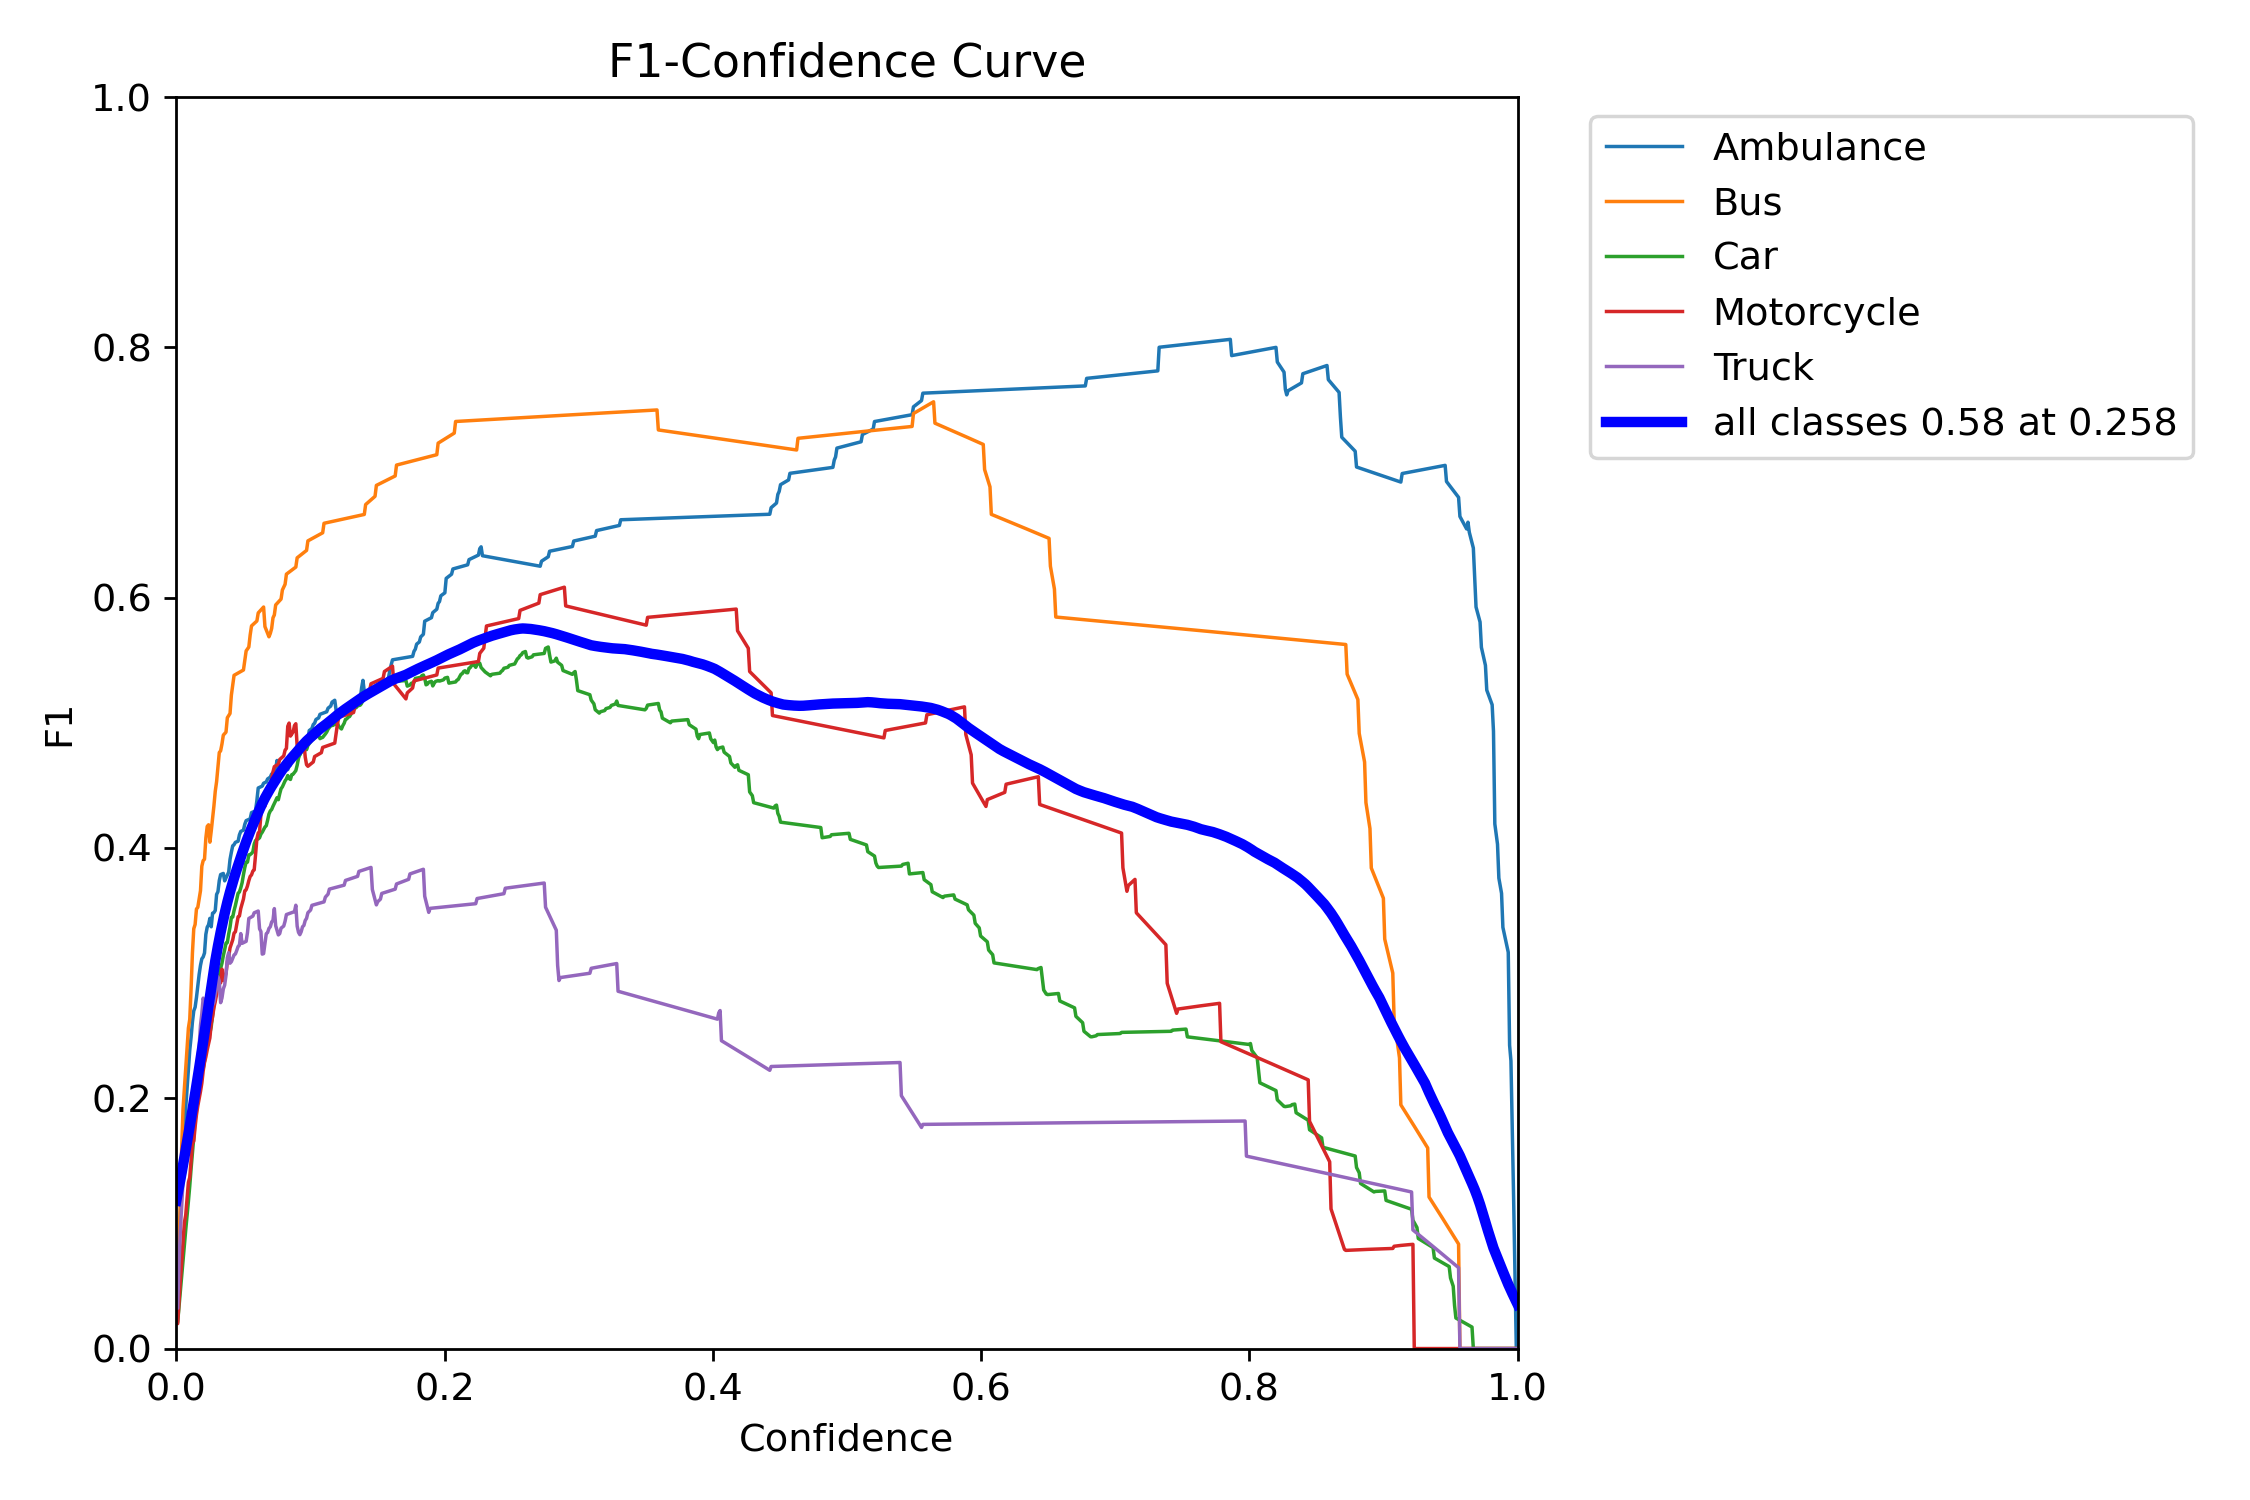 F1-Confidence Curve
1.0
0.8
0.6
0.4
0.2
0.0
F1
0.0 0.2 0.4 0.6 0.8 1.0
Confidence
Ambulance
Bus
Car
Motorcycle
Truck
all classes 0.58 at 0.258